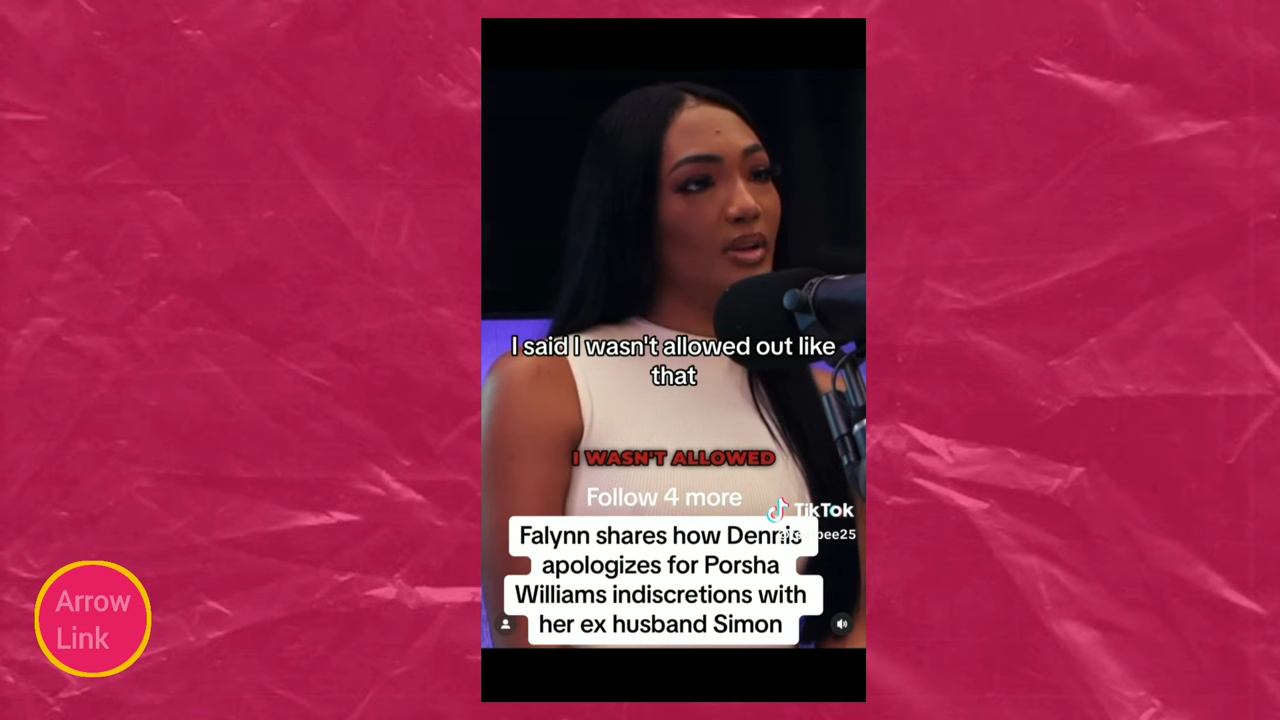 I said I wasn't allowed out like
that
I WASN'T ALLOWED
Follow 4 more
TikTok
Falynn shares how Dennis
apologizes for Porsha
Williams indiscretions with
her ex husband Simon
Arrow
Link